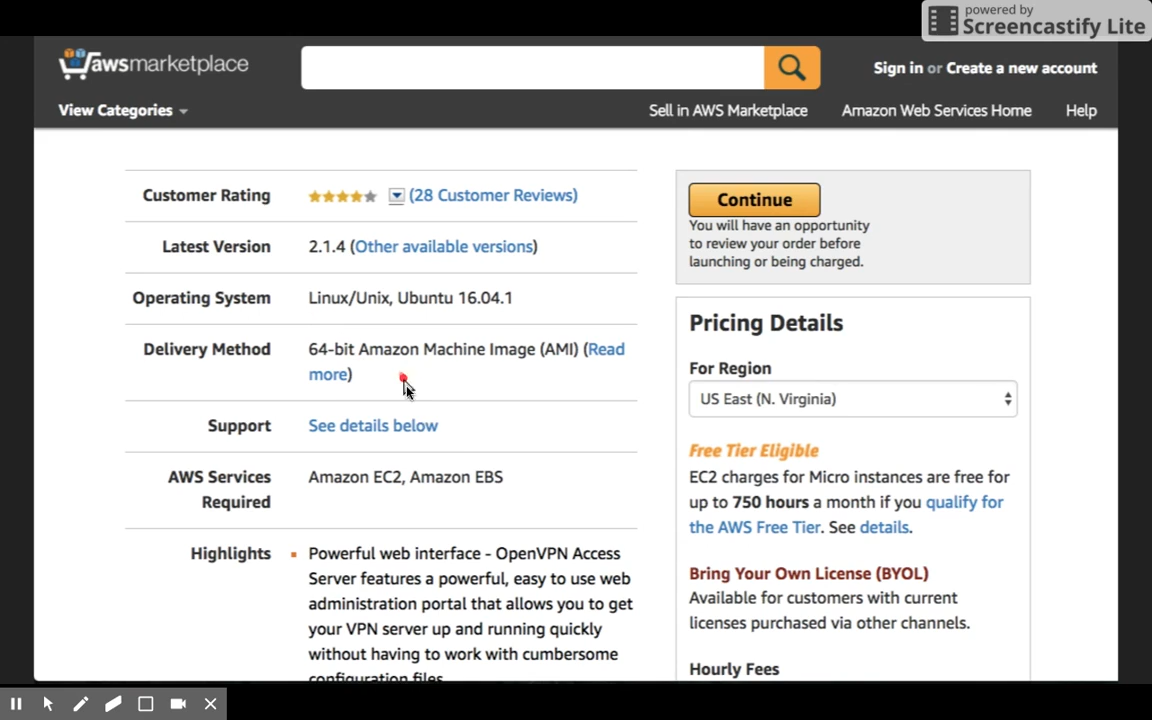 powered by
Screencastify Lite
awsmarketplace
Sign in or Create a new account
View Categories
Sell in AWS Marketplace Amazon Web Services Home Help
Customer Rating (28 Customer Reviews)
Latest Version 2.1.4 (Other available versions)
Operating System Linux/Unix, Ubuntu 16.04.1
Delivery Method 64-bit Amazon Machine Image (AMI) (Read
more)
Support See details below
AWS Services Amazon EC2, Amazon EBS
Required
Highlights ▪ Powerful web interface - OpenVPN Access
Server features a powerful, easy to use web
administration portal that allows you to get
your VPN server up and running quickly
without having to work with cumbersome
configuration files.
Continue
You will have an opportunity
to review your order before
launching or being charged.
Pricing Details
For Region
US East (N. Virginia)
Free Tier Eligible
EC2 charges for Micro instances are free for
up to 750 hours a month if you qualify for
the AWS Free Tier. See details.
Bring Your Own License (BYOL)
Available for customers with current
licenses purchased via other channels.
Hourly Fees